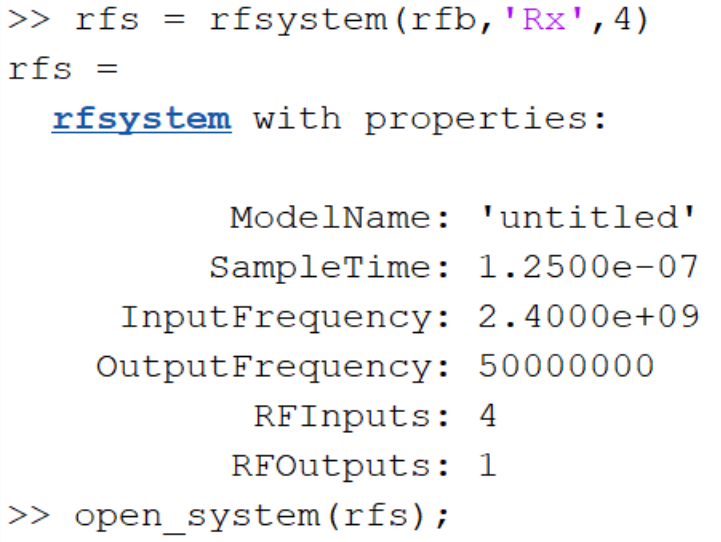 >> rfs = rfsystem(rfb,'Rx',4)
rfs =
rfsystem with properties:
ModelName: 'untitled'
SampleTime: 1.2500e-07
InputFrequency: 2.4000e+09
OutputFrequency: 50000000
RFInputs: 4
RFOutputs: 1
>> open_system(rfs);